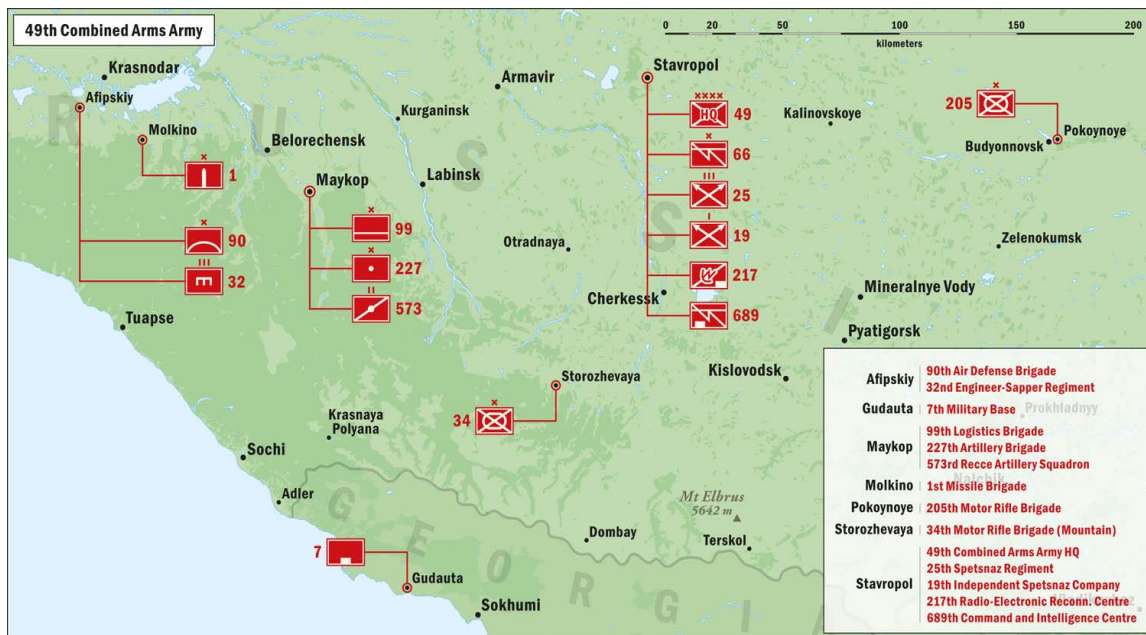 49th Combined Arms Army
0 20 40 100 150 200
kilometers
Krasnodar
Afipskiy
Molkino
1
90
32
Belorechensk
Maykop
99
227
573
Kurganinsk
Labinsk
Armavir
Otradnaya
Stavropol
XXXX
HQ
49
66
25
19
217
689
Cherkessk
Kalinovskoye
205
Pokoynoye
Budyonnovsk
Zelenokumsk
Mineralnye Vody
Pyatigorsk
Kislovodsk
Storozhevaya
34
Tuapse
Krasnaya
Polyana
Sochi
Adler
7
Gudauta
Sokhumi
Dombay
Mt Elbrus
5642 m
Terskol
RUSSI
GEORGI
Afipskiy
90th Air Defense Brigade
32nd Engineer-Sapper Regiment
Gudauta
7th Military Base
Prokhladnyy
Maykop
99th Logistics Brigade
227th Artillery Brigade
573rd Recce Artillery Squadron
Nalchik
Molkino
1st Missile Brigade
Pokoynoye
205th Motor Rifle Brigade
Storozhevaya
34th Motor Rifle Brigade (Mountain)
Stavropol
49th Combined Arms Army HQ
25th Spetsnaz Regiment
19th Independent Spetsnaz Company
217th Radio-Electronic Reconn. Centre
689th Command and Intelligence Centre